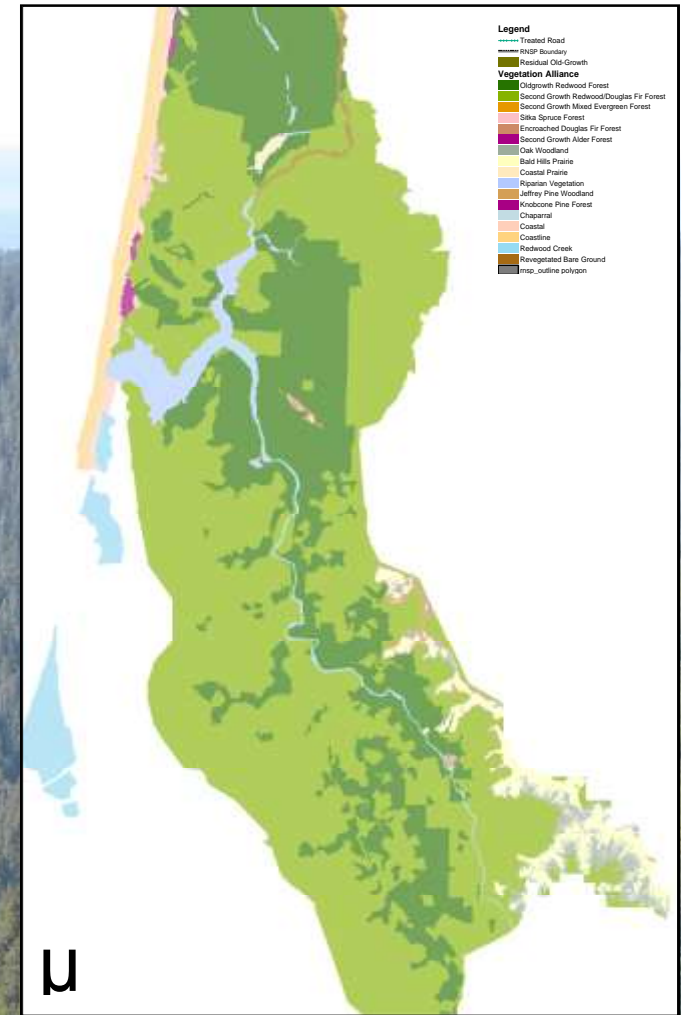 Legend
Treated Road
RNSP Boundary
Residual Old-Growth
Vegetation Alliance
Oldgrowth Redwood Forest
Second Growth Redwood/Douglas Fir Forest
Second Growth Mixed Evergreen Forest
Sitka Spruce Forest
Encroached Douglas Fir Forest
Second Growth Alder Forest
Oak Woodland
Bald Hills Prairie
Coastal Prairie
Riparian Vegetation
Jeffrey Pine Woodland
Knobcone Pine Forest
Chaparral
Coastal
Coastline
Redwood Creek
Revegetated Bare Ground
rnsp_outline polygon
µ